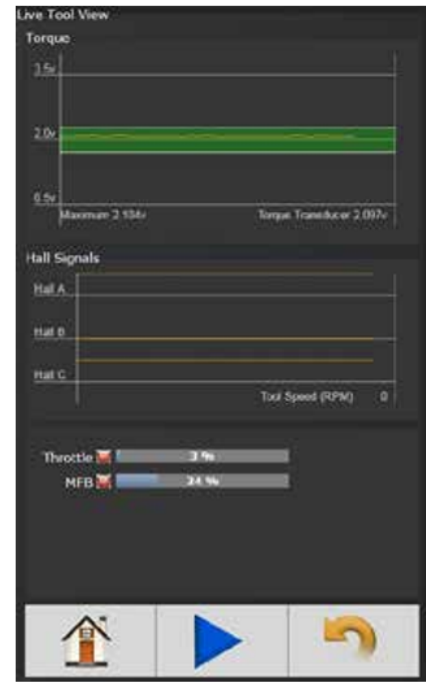 Live Tool View
Torque
3.5v
2.0v
0.5v
Maximum 2.104v Torque Transducer 2.097v
Hall Signals
Hall A
Hall B
Hall C
Tool Speed (RPM) 0
Throttle 3 %
MFB 24 %